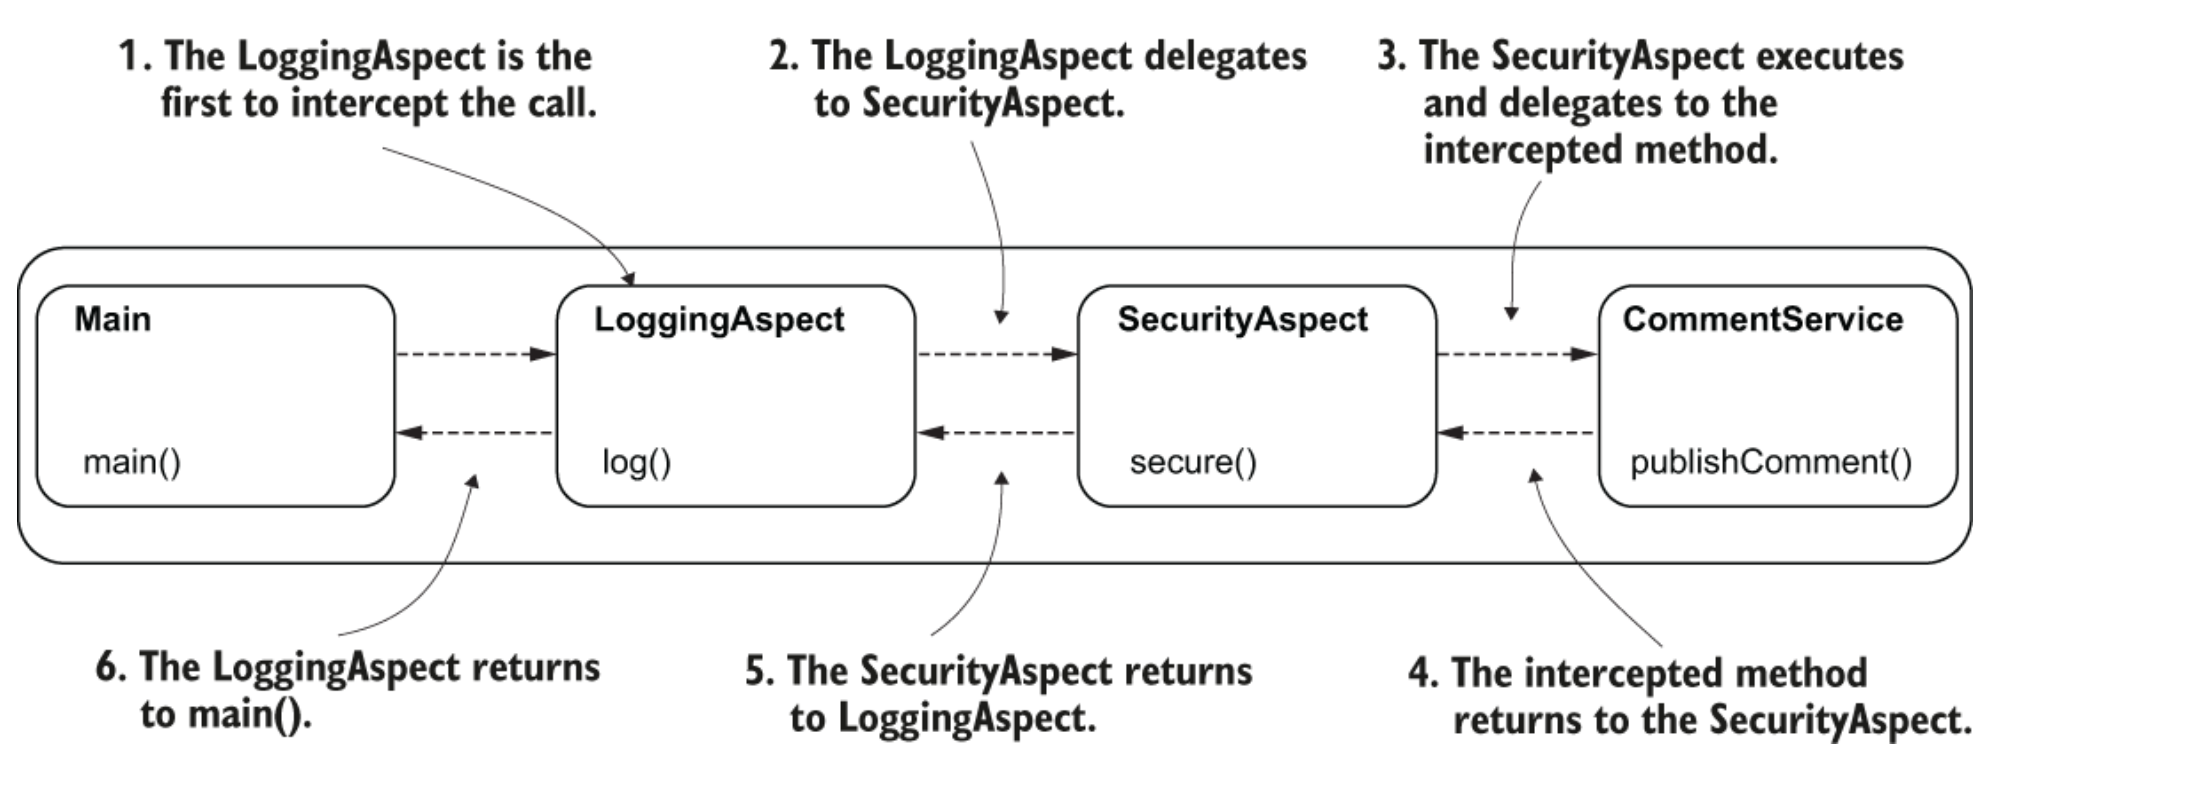 1. The LoggingAspect is the
first to intercept the call.
2. The LoggingAspect delegates
to SecurityAspect.
3. The SecurityAspect executes
and delegates to the
intercepted method.
Main
main()
LoggingAspect
log()
SecurityAspect
secure()
CommentService
publishComment()
6. The LoggingAspect returns
to main().
5. The SecurityAspect returns
to LoggingAspect.
4. The intercepted method
returns to the SecurityAspect.